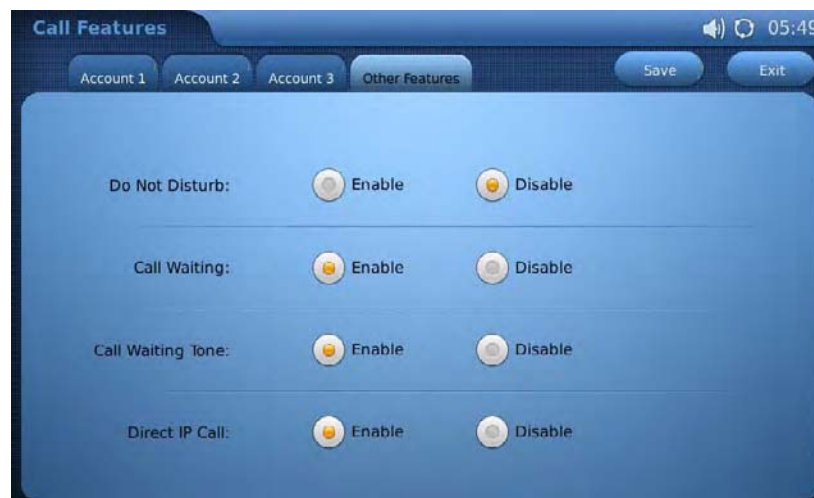 Call Features 05:49
Account 1 Account 2 Account 3 Other Features Save Exit
Do Not Disturb: Enable Disable
Call Waiting: Enable Disable
Call Waiting Tone: Enable Disable
Direct IP Call: Enable Disable